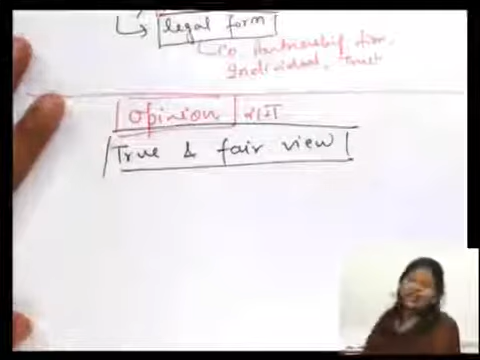 legal form
Co. Partnership firm,
Individual, Trust
Opinion
True & fair view